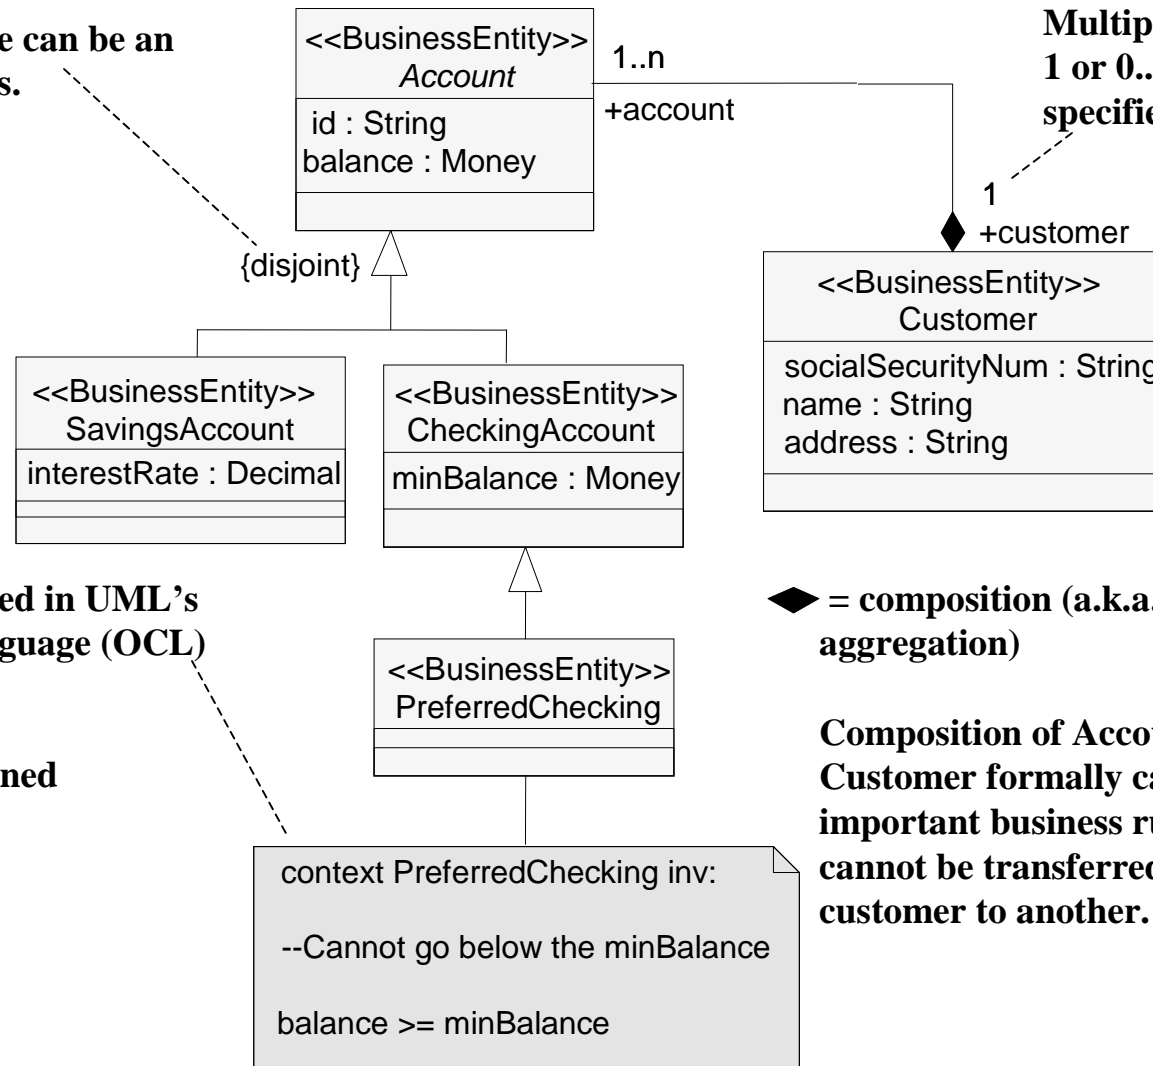 e can be an
s.
<<BusinessEntity>>
Account
id : String
balance : Money
1..n
+account
Multip
1 or 0..
specifie
1
+customer
{disjoint}
<<BusinessEntity>>
Customer
socialSecurityNum : String
name : String
address : String
<<BusinessEntity>>
SavingsAccount
interestRate : Decimal
<<BusinessEntity>>
CheckingAccount
minBalance : Money
ed in UML’s
guage (OCL)
<<BusinessEntity>>
PreferredChecking
= composition (a.k.a.
aggregation)
ned
Composition of Accou
Customer formally ca
important business ru
cannot be transferred
customer to another.
context PreferredChecking inv:
--Cannot go below the minBalance
balance >= minBalance